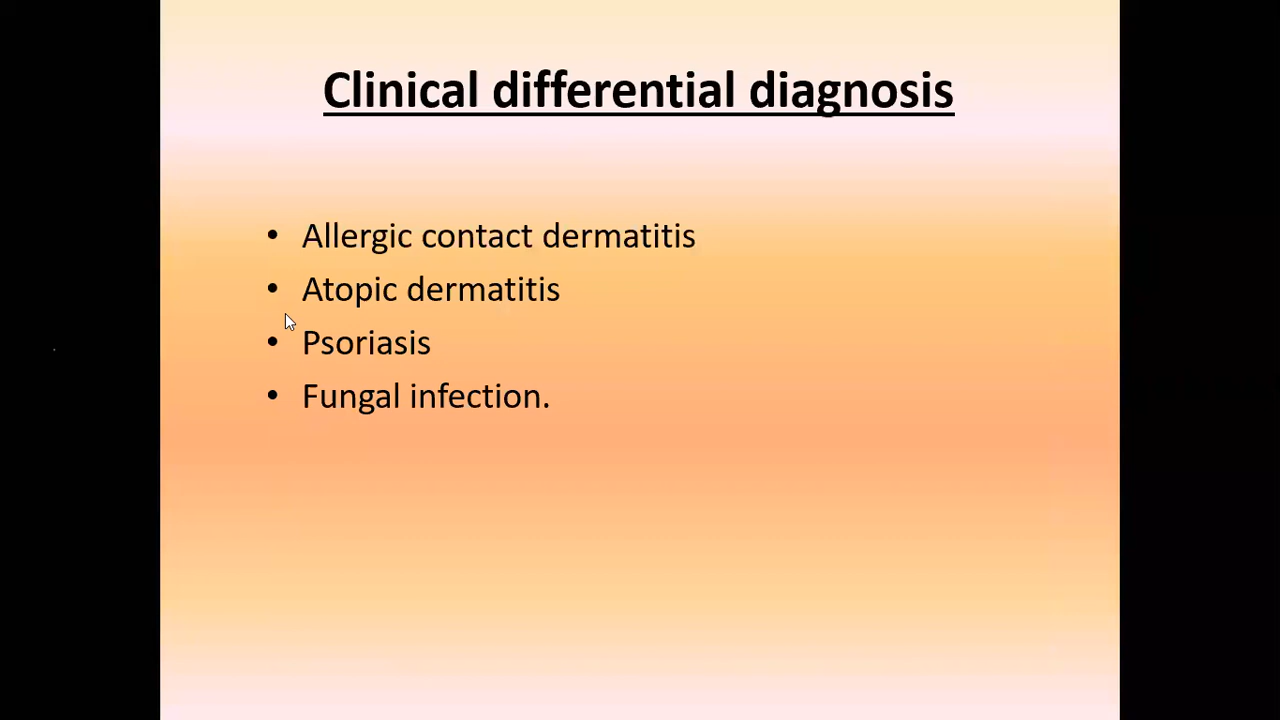 Clinical differential diagnosis
• Allergic contact dermatitis
• Atopic dermatitis
• Psoriasis
• Fungal infection.